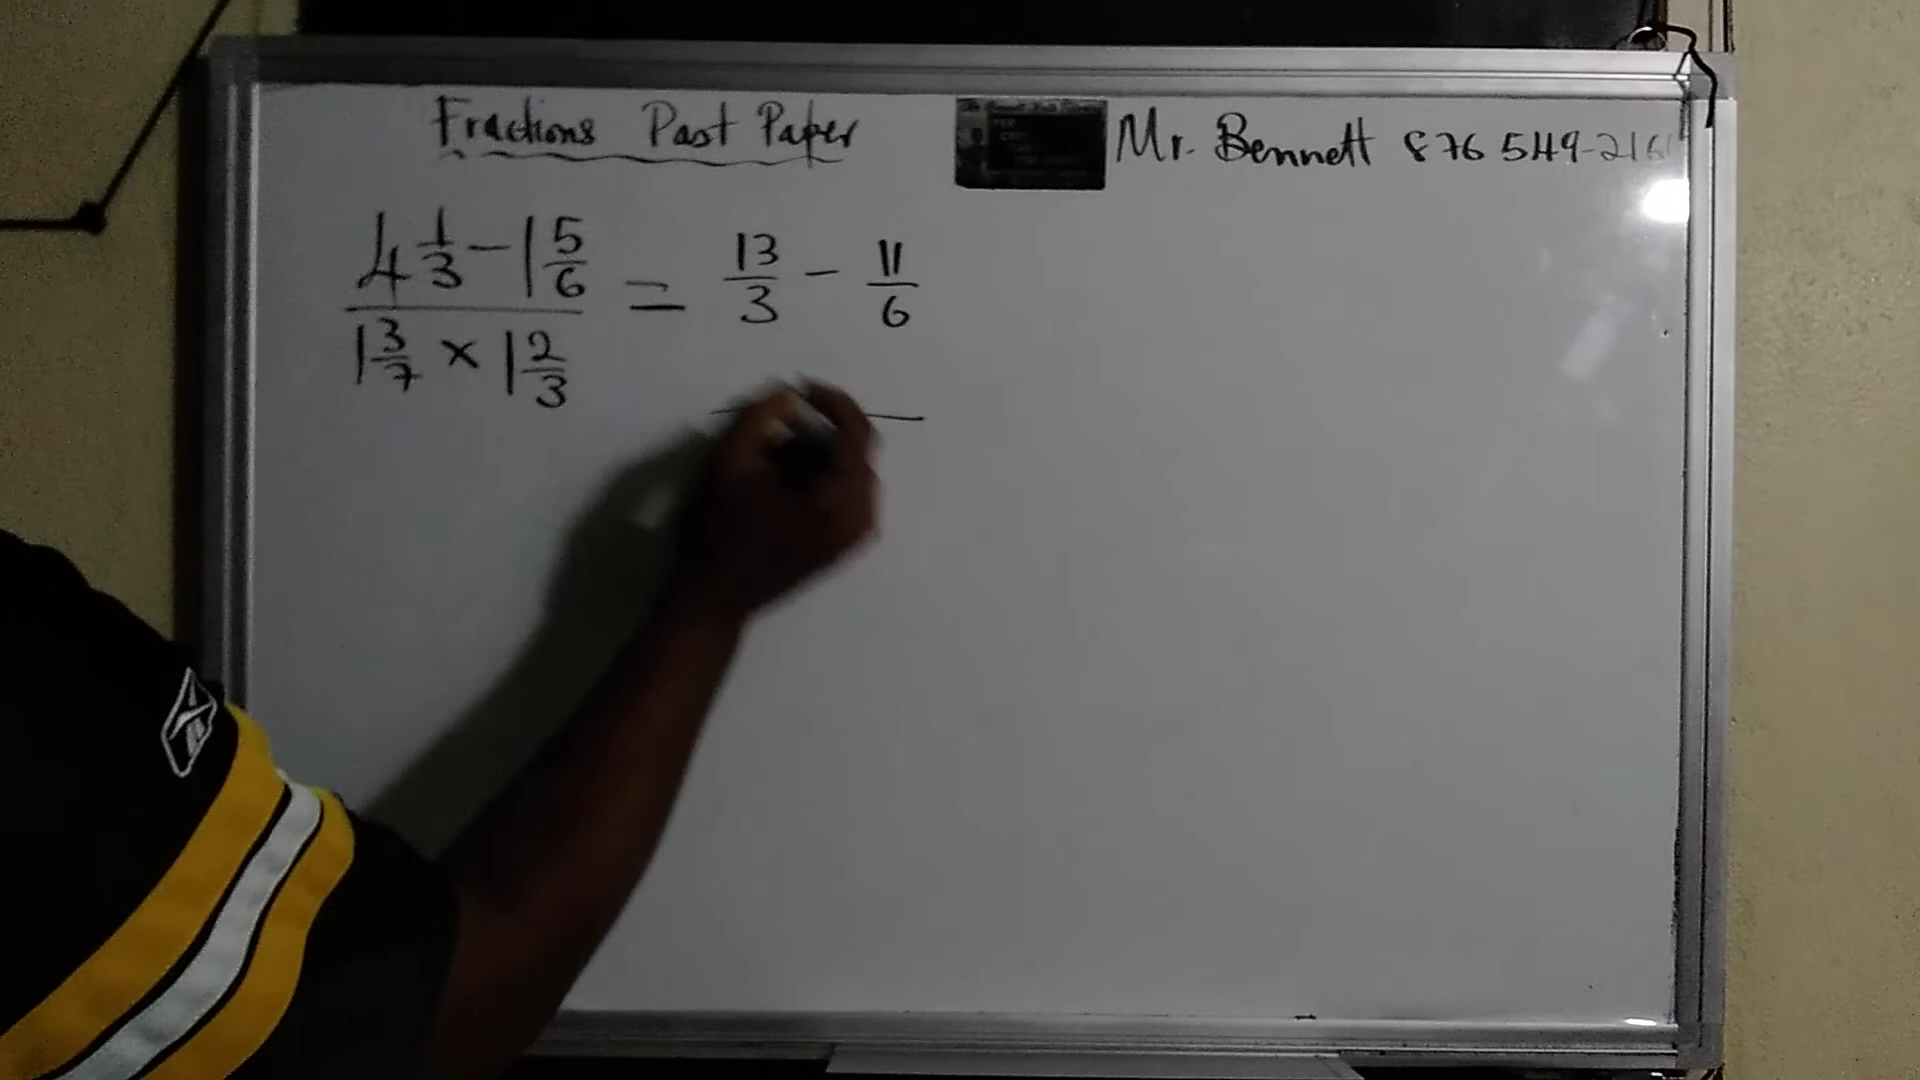 Fractions Past Paper
Mr. Bennett 876 549-216
4 1/3 - 1 5/6 = 13/3 - 11/6
1 3/7 × 1 2/3